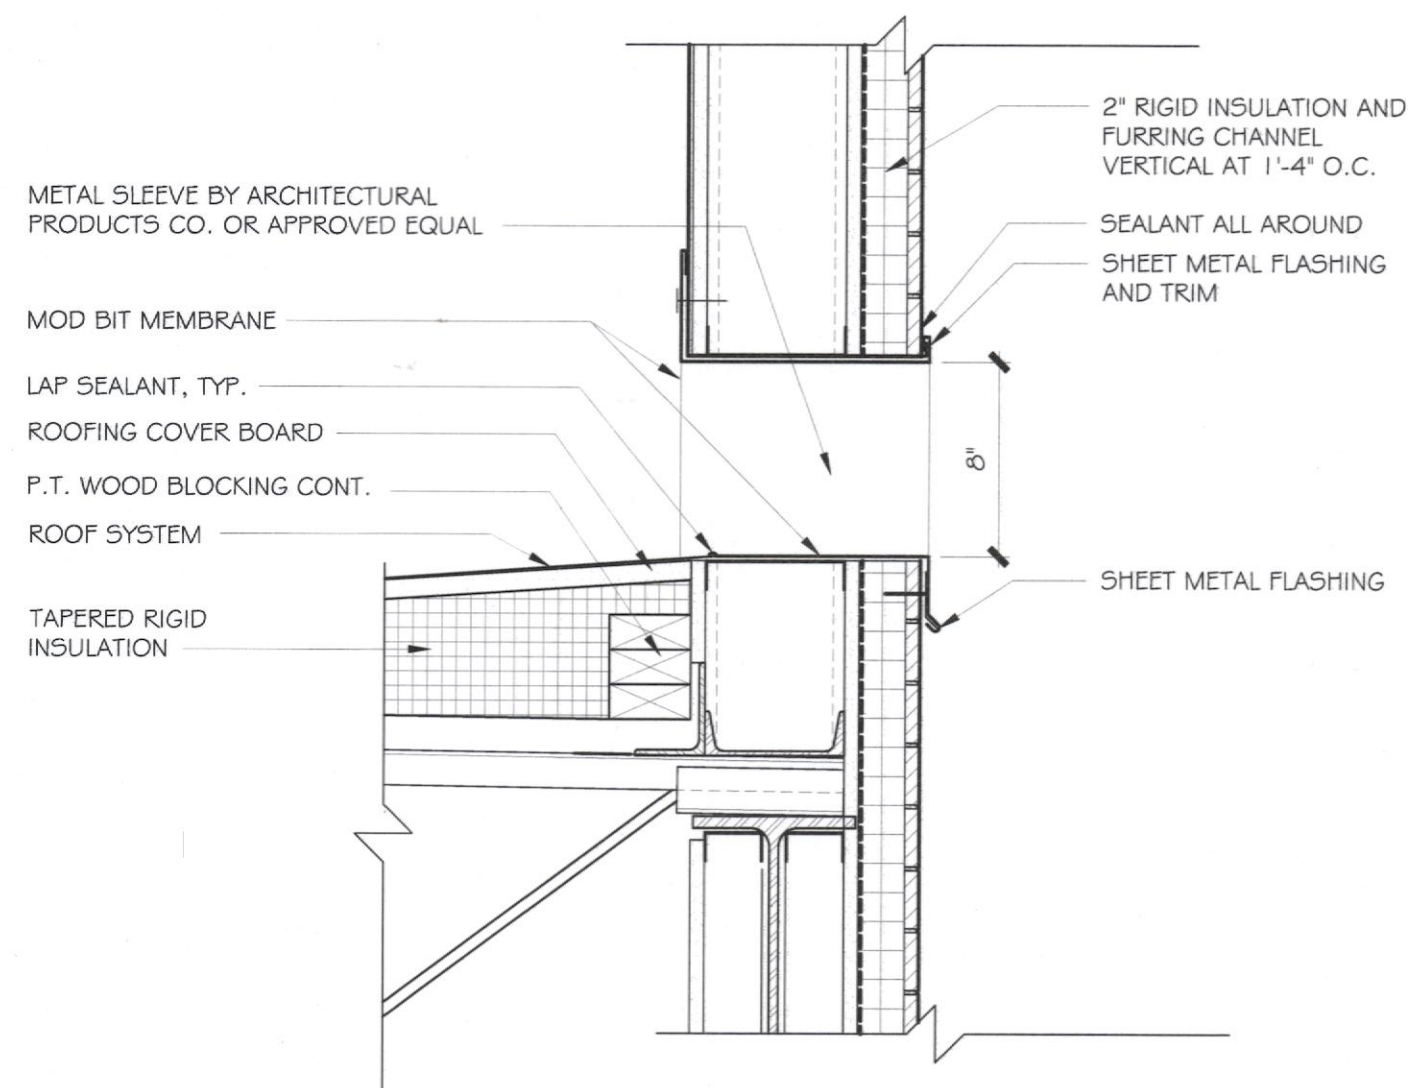 METAL SLEEVE BY ARCHITECTURAL
PRODUCTS CO. OR APPROVED EQUAL
MOD BIT MEMBRANE
LAP SEALANT, TYP.
ROOFING COVER BOARD
P.T. WOOD BLOCKING CONT.
ROOF SYSTEM
TAPERED RIGID
INSULATION
2" RIGID INSULATION AND
FURRING CHANNEL
VERTICAL AT 1'-4" O.C.
SEALANT ALL AROUND
SHEET METAL FLASHING
AND TRIM
8"
SHEET METAL FLASHING